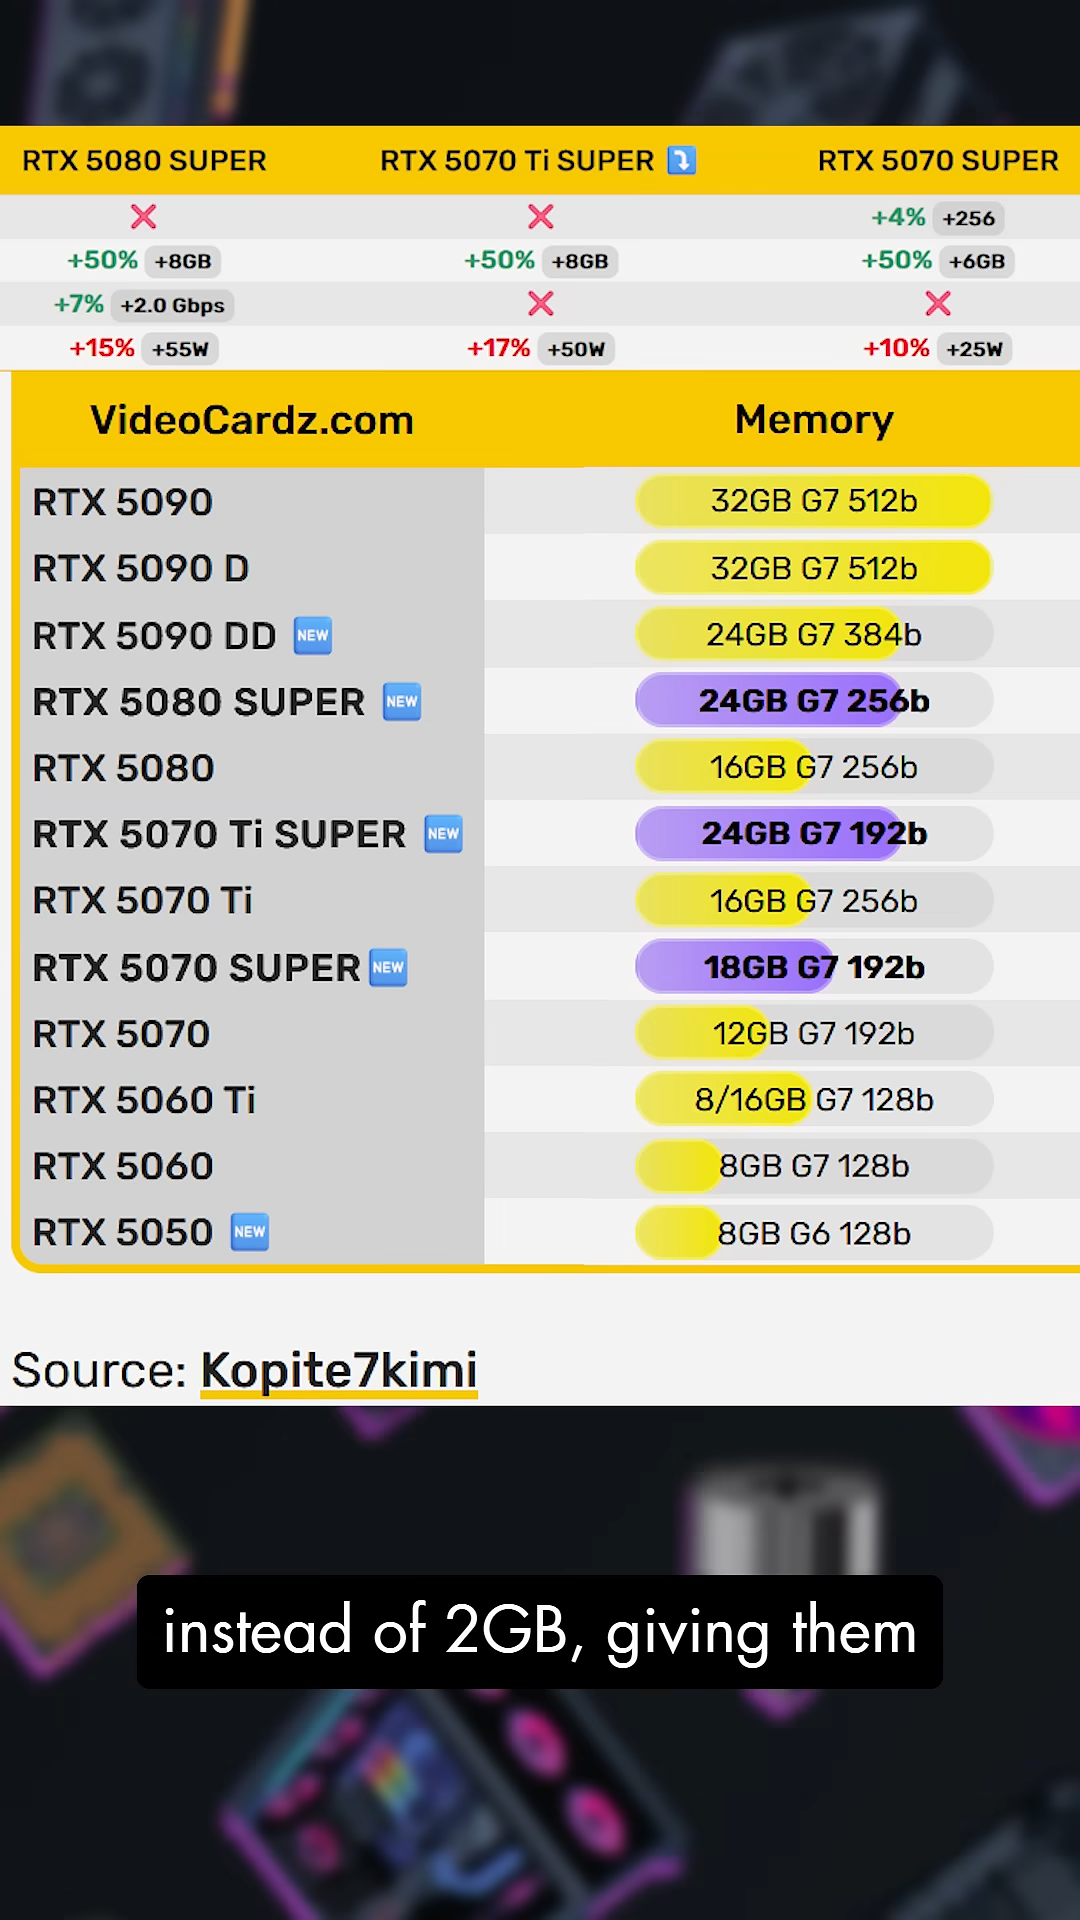 RTX 5080 SUPER RTX 5070 Ti SUPER RTX 5070 SUPER
+4% +256
+50% +8GB +50% +8GB +50% +6GB
+7% +2.0 Gbps
+15% +55W +17% +50W +10% +25W
VideoCardz.com Memory
RTX 5090 32GB G7 512b
RTX 5090 D 32GB G7 512b
RTX 5090 DD NEW 24GB G7 384b
RTX 5080 SUPER NEW 24GB G7 256b
RTX 5080 16GB G7 256b
RTX 5070 Ti SUPER NEW 24GB G7 192b
RTX 5070 Ti 16GB G7 256b
RTX 5070 SUPER NEW 18GB G7 192b
RTX 5070 12GB G7 192b
RTX 5060 Ti 8/16GB G7 128b
RTX 5060 8GB G7 128b
RTX 5050 NEW 8GB G6 128b
Source: Kopite7kimi
instead of 2GB, giving them